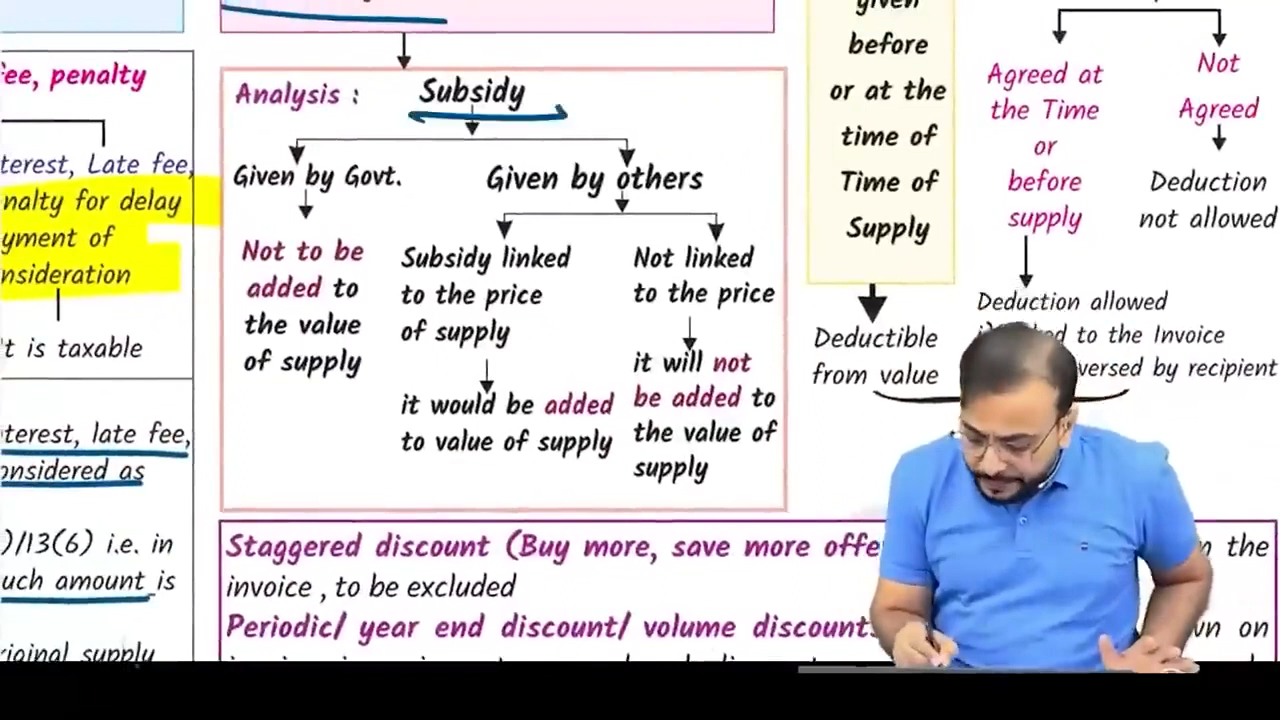 fee, penalty
terest, Late fee,
nalty for delay
yment of
nsideration
t is taxable
terest, late fee,
onsidered as
)/13(6) i.e. in
uch amount is
riginal supply
Analysis : Subsidy
Given by Govt.
Not to be
added to
the value
of supply
Given by others
Subsidy linked
to the price
of supply
it would be added
to value of supply
Not linked
to the price
it will not
be added to
the value of
supply
given
before
or at the
time of
Time of
Supply
Deductible
from value
Agreed at
the Time
or
before
supply
Deduction allowed
to the Invoice
versed by recipient
Not
Agreed
Deduction
not allowed
Staggered discount (Buy more, save more offe n the
invoice , to be excluded
Periodic/ year end discount/ volume discount wn on